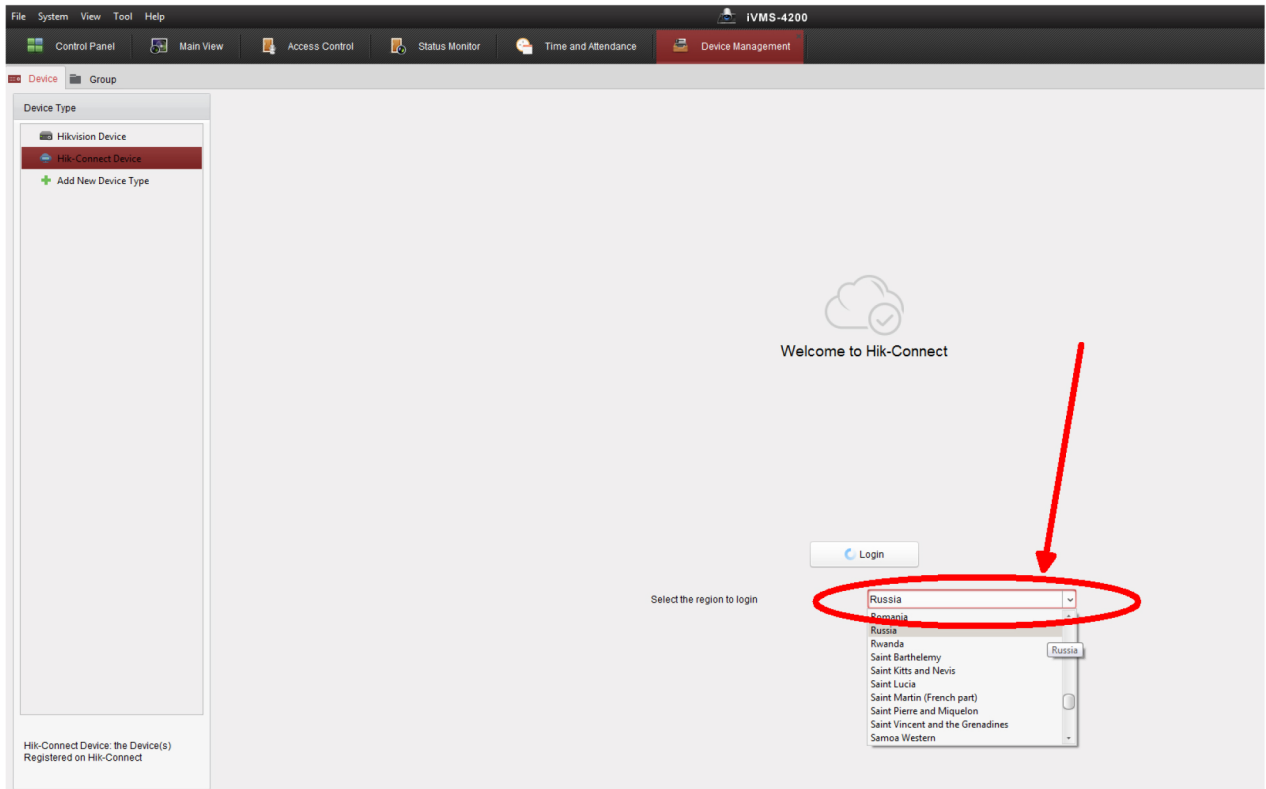 File System View Tool Help
iVMS-4200
Control Panel Main View Access Control Status Monitor Time and Attendance Device Management
Device Group
Device Type
Hikvision Device
Hik-Connect Device
Add New Device Type
Welcome to Hik-Connect
Login
Select the region to login Russia
Romania
Russia
Rwanda
Russia
Saint Barthelemy
Saint Kitts and Nevis
Saint Lucia
Saint Martin (French part)
Saint Pierre and Miquelon
Saint Vincent and the Grenadines
Samoa Western
Hik-Connect Device: the Device(s)
Registered on Hik-Connect